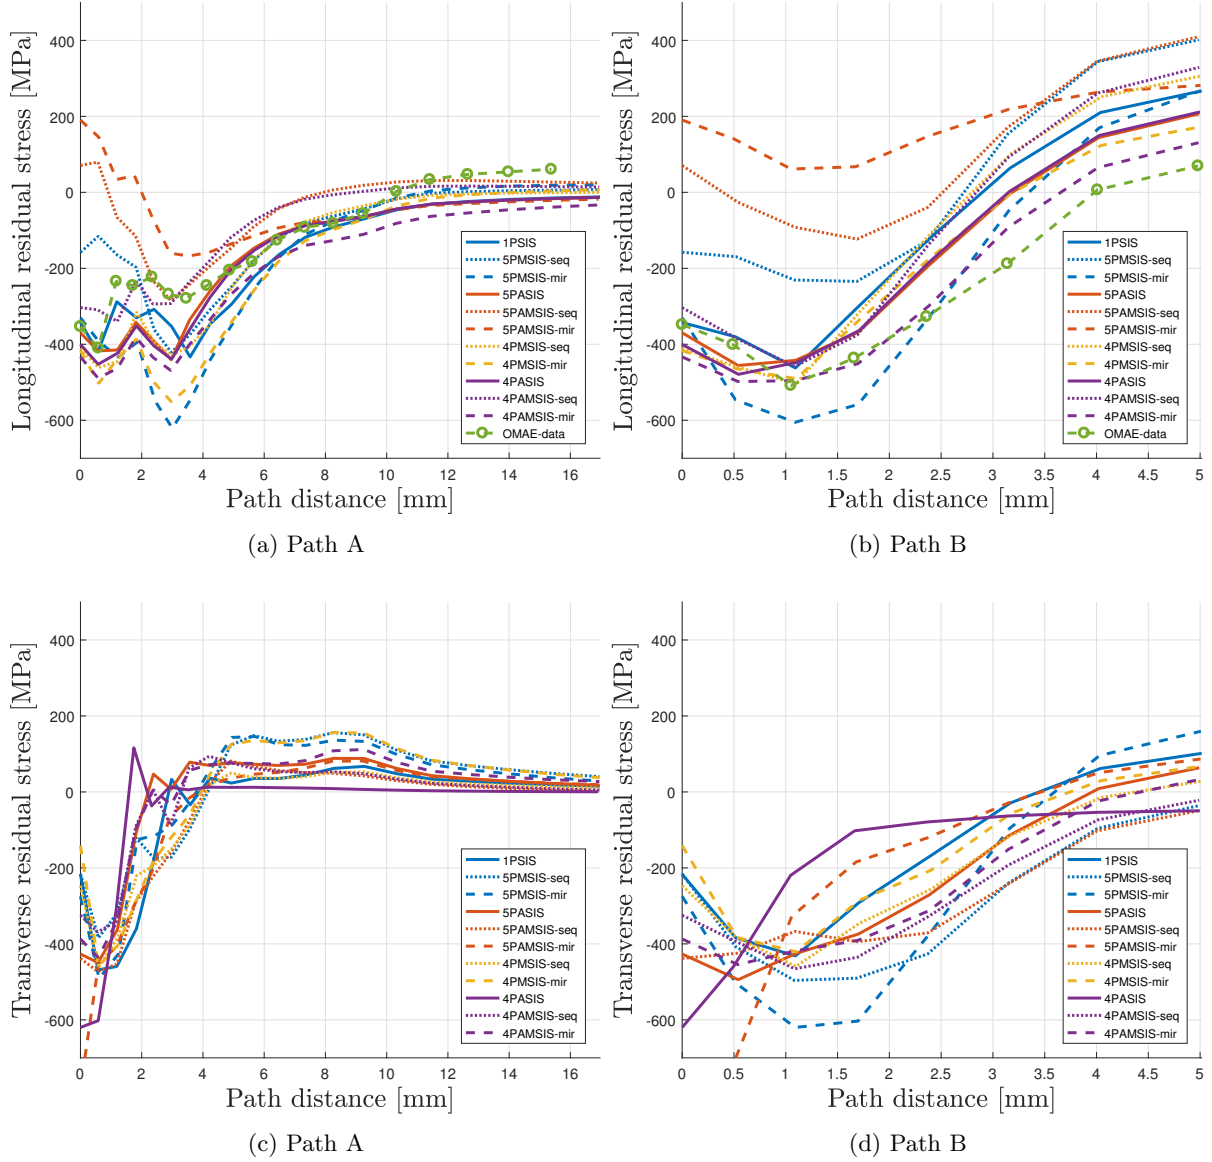 Longitudinal residual stress [MPa]
400
200
0
-200
-400
-600
0 2 4 6 8 10 12 14 16
Path distance [mm]
1PSIS
5PMSIS-seq
5PMSIS-mir
5PASIS
5PAMSIS-seq
5PAMSIS-mir
4PMSIS-seq
4PMSIS-mir
4PASIS
4PAMSIS-seq
4PAMSIS-mir
OMAE-data
(a) Path A
Longitudinal residual stress [MPa]
400
200
0
-200
-400
-600
0 0.5 1 1.5 2 2.5 3 3.5 4 4.5 5
Path distance [mm]
1PSIS
5PMSIS-seq
5PMSIS-mir
5PASIS
5PAMSIS-seq
5PAMSIS-mir
4PMSIS-seq
4PMSIS-mir
4PASIS
4PAMSIS-seq
4PAMSIS-mir
OMAE-data
(b) Path B
Transverse residual stress [MPa]
400
200
0
-200
-400
-600
0 2 4 6 8 10 12 14 16
Path distance [mm]
1PSIS
5PMSIS-seq
5PMSIS-mir
5PASIS
5PAMSIS-seq
5PAMSIS-mir
4PMSIS-seq
4PMSIS-mir
4PASIS
4PAMSIS-seq
4PAMSIS-mir
(c) Path A
Transverse residual stress [MPa]
400
200
0
-200
-400
-600
0 0.5 1 1.5 2 2.5 3 3.5 4 4.5 5
Path distance [mm]
1PSIS
5PMSIS-seq
5PMSIS-mir
5PASIS
5PAMSIS-seq
5PAMSIS-mir
4PMSIS-seq
4PMSIS-mir
4PASIS
4PAMSIS-seq
4PAMSIS-mir
(d) Path B